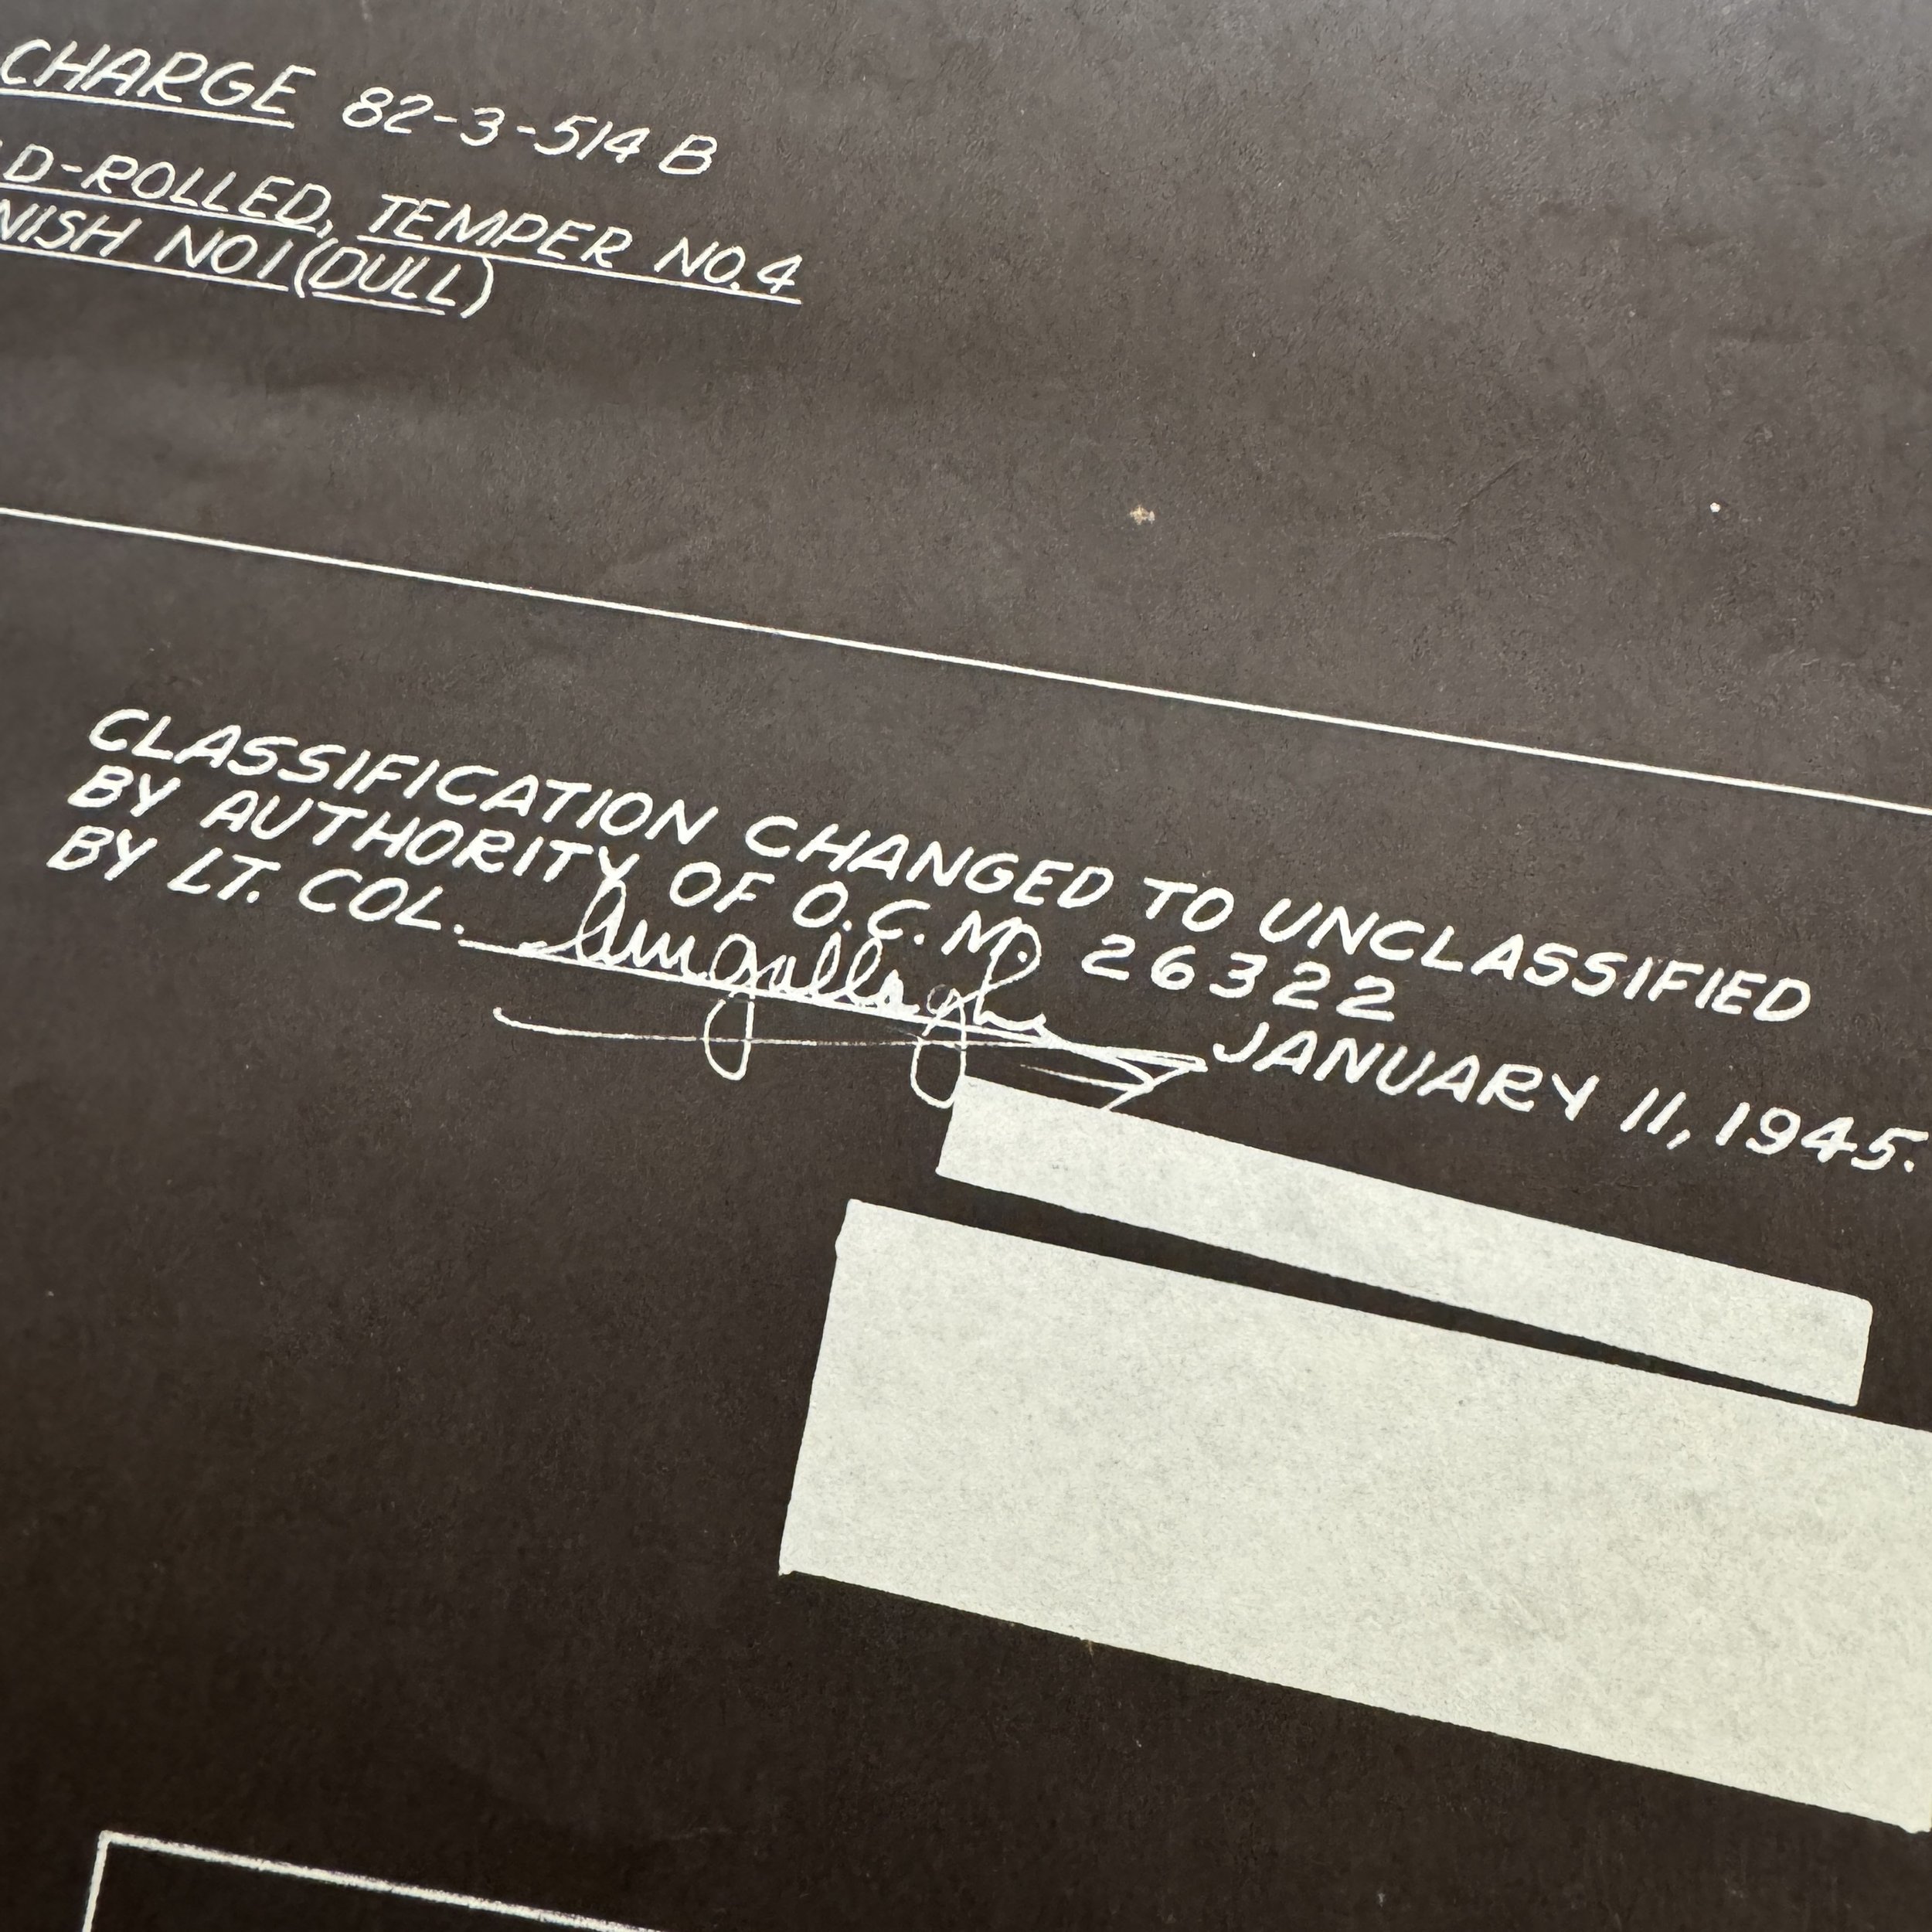 CHARGE 82-3-514 B
D-ROLLED, TEMPER NO.4
NISH NO1 (DULL)
CLASSIFICATION CHANGED TO UNCLASSIFIED
BY AUTHORITY OF O.C.M. 26322
BY LT. COL. JANUARY 11, 1945.